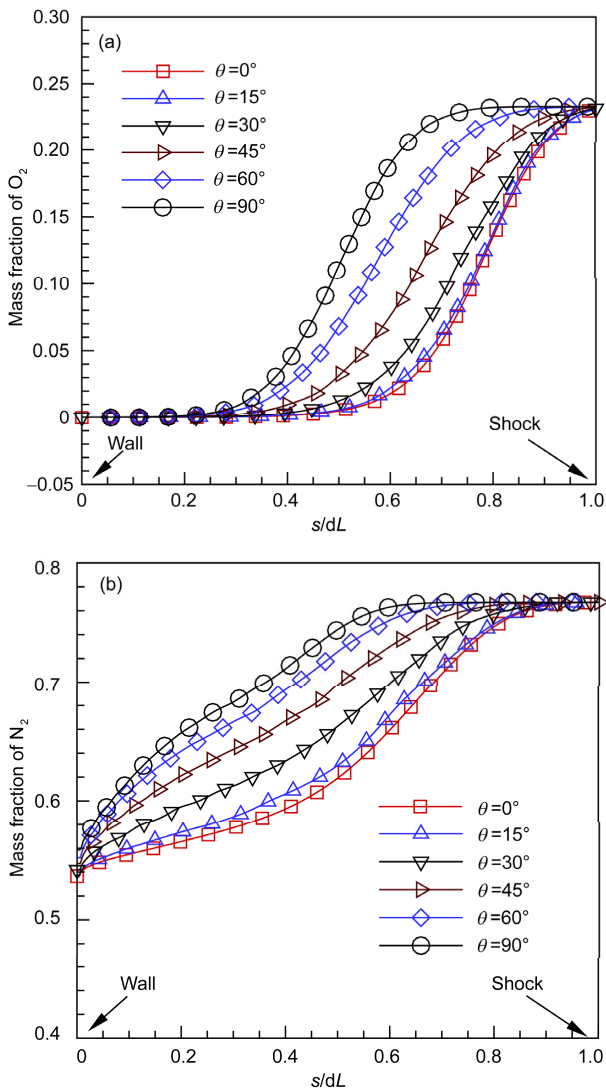 (a)
0.30
0.25
0.20
0.15
0.10
0.05
0
−0.05
Mass fraction of O₂
θ=0°
θ=15°
θ=30°
θ=45°
θ=60°
θ=90°
Wall
Shock
0 0.2 0.4 0.6 0.8 1.0
s/dL
(b)
0.8
0.7
0.6
0.5
0.4
Mass fraction of N₂
θ=0°
θ=15°
θ=30°
θ=45°
θ=60°
θ=90°
Wall
Shock
0 0.2 0.4 0.6 0.8 1.0
s/dL